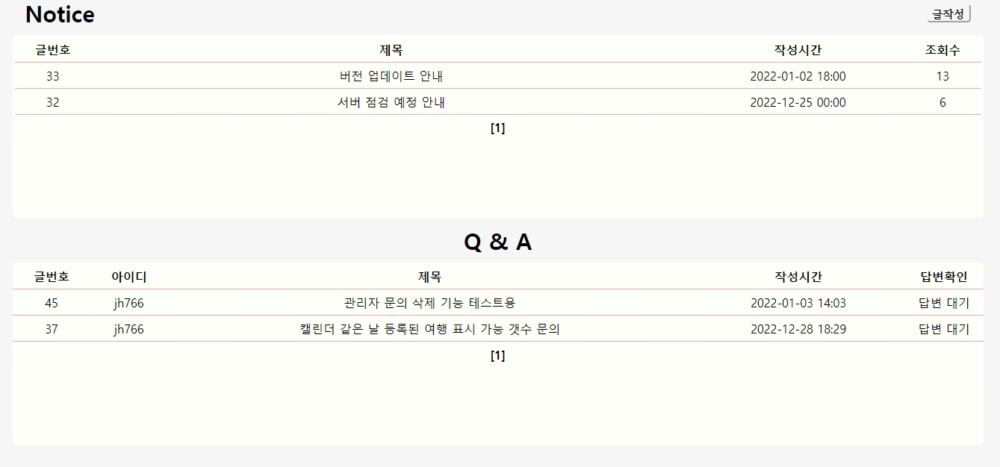 Notice 글작성
글번호 제목 작성시간 조회수
33 버전 업데이트 안내 2022-01-02 18:00 13
32 서버 점검 예정 안내 2022-12-25 00:00 6
[1]
Q & A
글번호 아이디 제목 작성시간 답변확인
45 jh766 관리자 문의 삭제 기능 테스트용 2022-01-03 14:03 답변 대기
37 jh766 캘린더 같은 날 등록된 여행 표시 가능 갯수 문의 2022-12-28 18:29 답변 대기
[1]